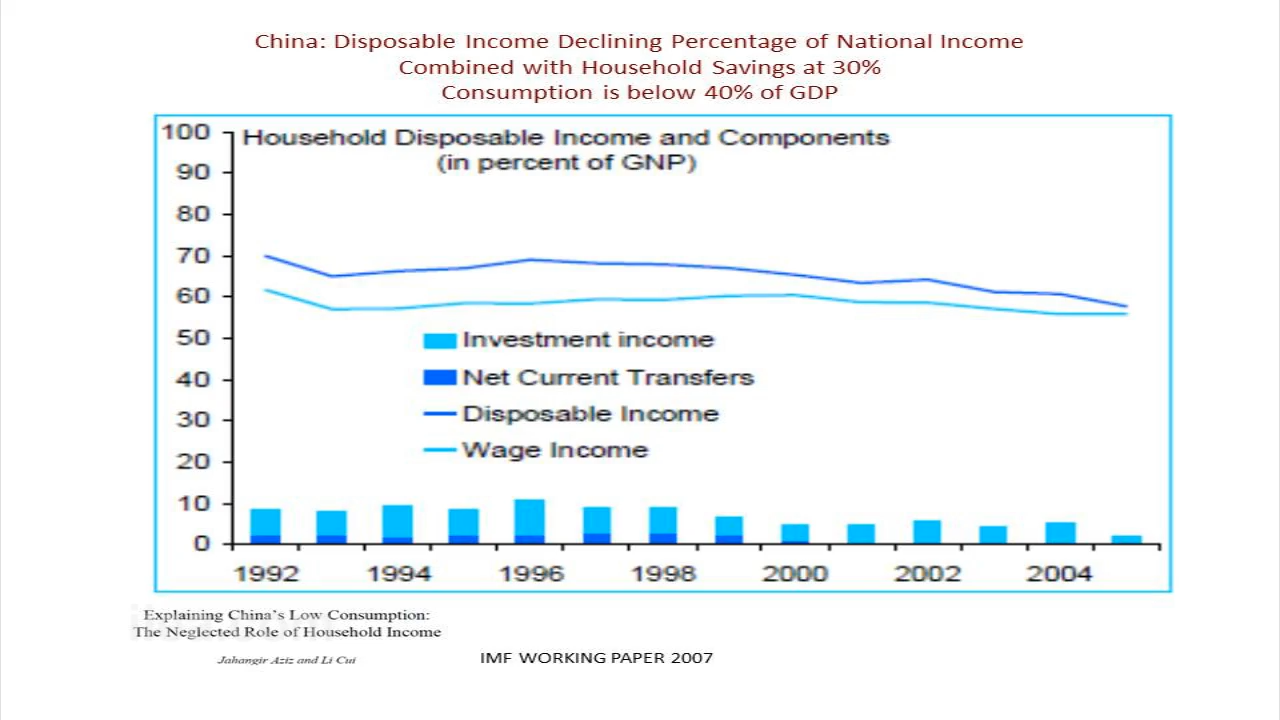 China: Disposable Income Declining Percentage of National Income
Combined with Household Savings at 30%
Consumption is below 40% of GDP
Household Disposable Income and Components
(in percent of GNP)
100
90
80
70
60
50
40
30
20
10
0
Investment income
Net Current Transfers
Disposable Income
Wage Income
1992 1994 1996 1998 2000 2002 2004
Explaining China's Low Consumption:
The Neglected Role of Household Income
Jahangir Aziz and Li Cui
IMF WORKING PAPER 2007